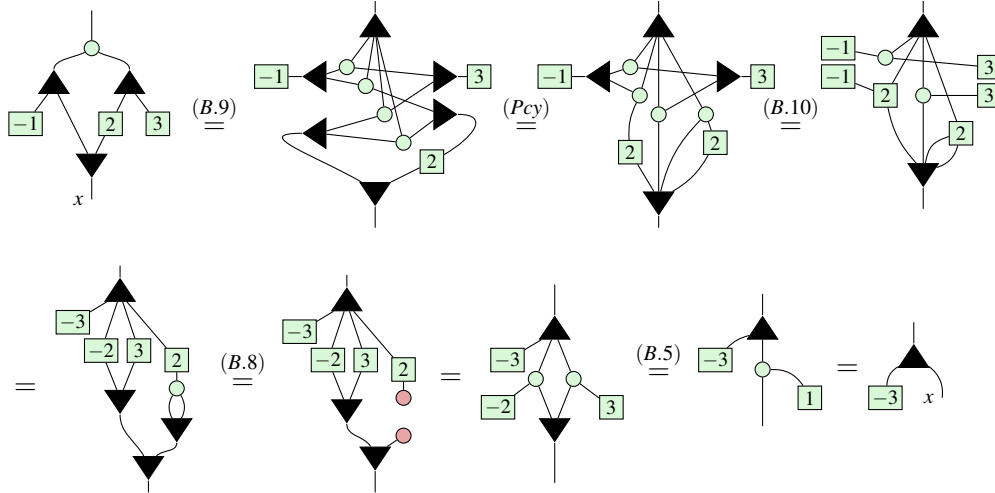 −1 2 3 x
(B.9)
=
−1 3 2
(Pcy)
=
−1 3 2 2
(B.10)
=
−1 −1 2 3 3 2
=
−3 −2 3 2
(B.8)
=
−3 −2 3 2
=
−3 −2 3
(B.5)
=
−3 1
=
−3 x